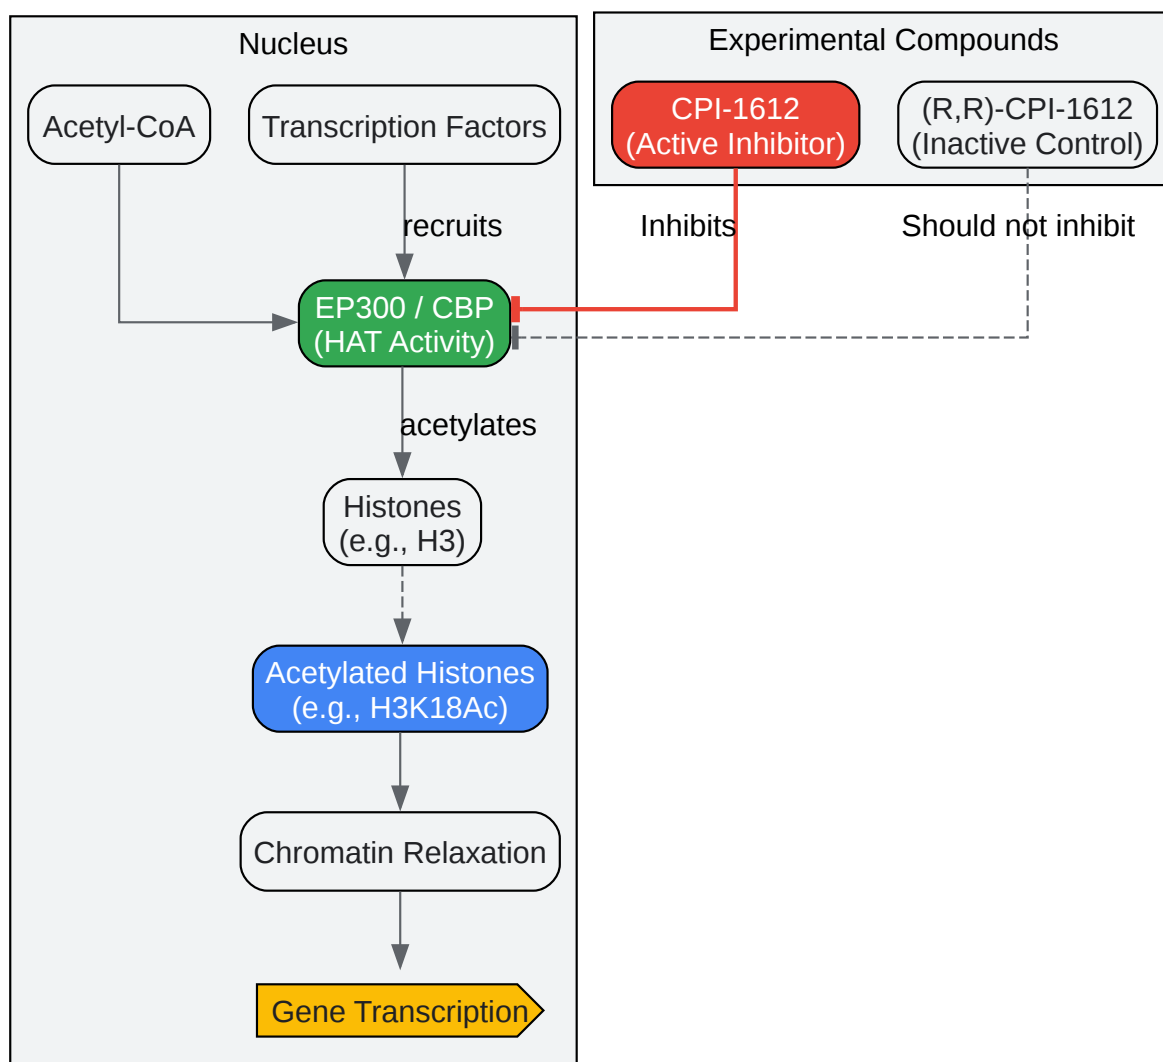 Nucleus
Acetyl-CoA
Transcription Factors
recruits
EP300 / CBP
(HAT Activity)
acetylates
Histones
(e.g., H3)
Acetylated Histones
(e.g., H3K18Ac)
Chromatin Relaxation
Gene Transcription
Experimental Compounds
CPI-1612
(Active Inhibitor)
(R,R)-CPI-1612
(Inactive Control)
Inhibits
Should not inhibit